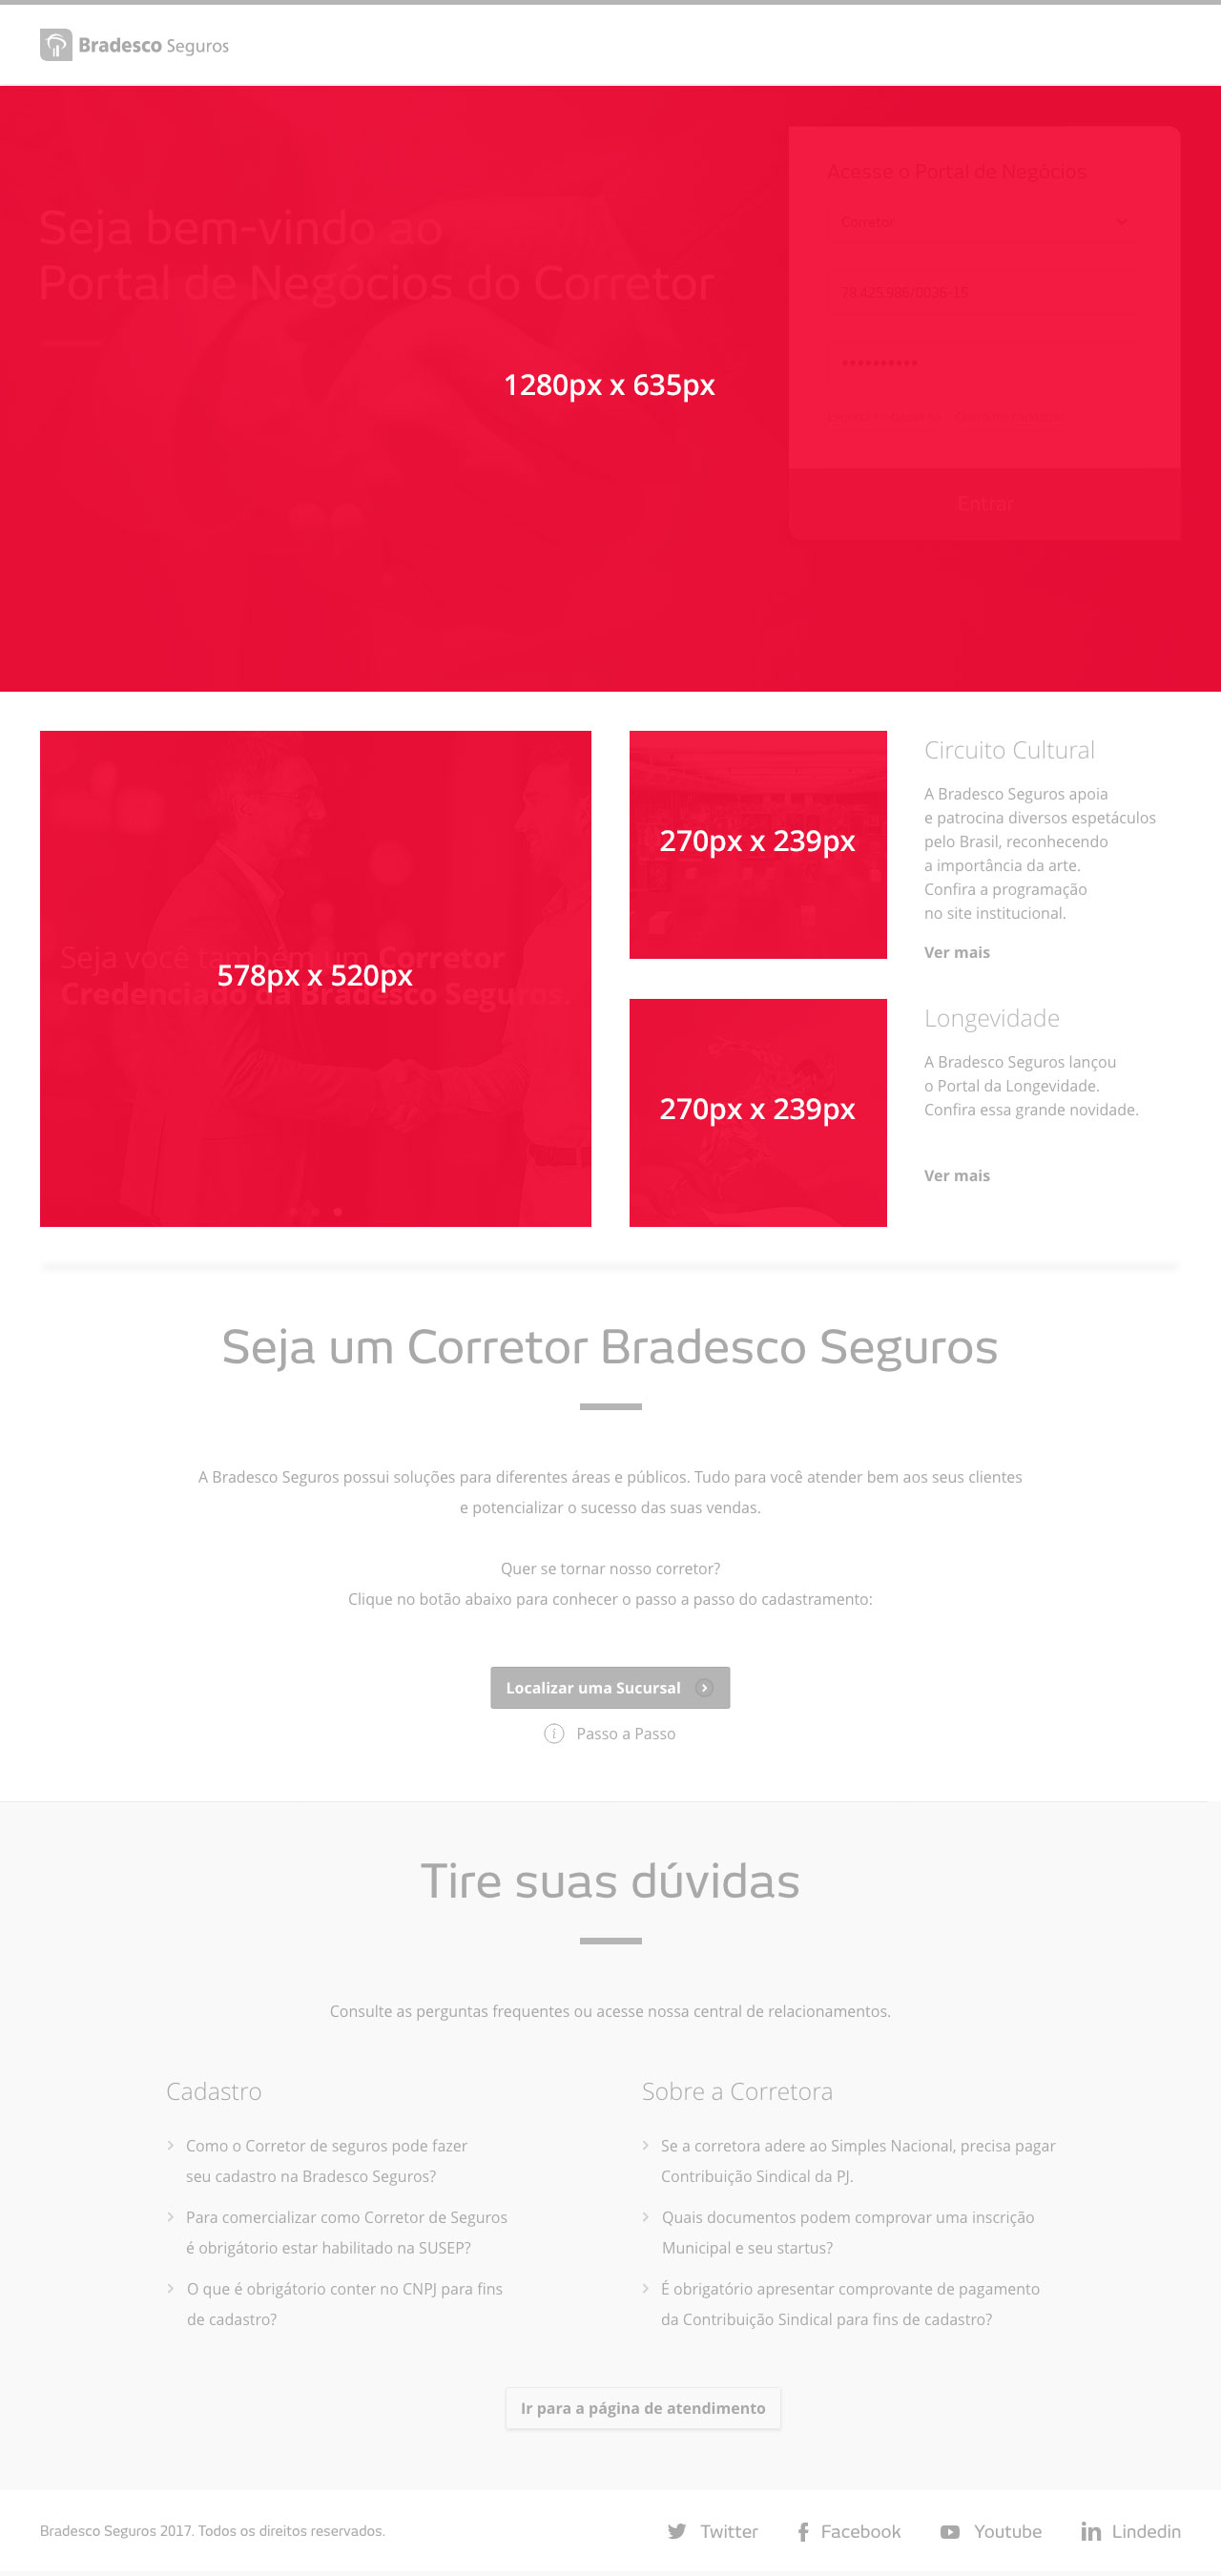 Bradesco Seguros
Acesse o Portal de Negócios
Corretor
Seja bem-vindo ao
Portal de Negócios do Corretor
1280px x 635px
Entrar
578px x 520px
Seja você também um Corretor
Credenciado da Bradesco Seguros.
270px x 239px
Circuito Cultural
A Bradesco Seguros apoia
e patrocina diversos espetáculos
pelo Brasil, reconhecendo
a importância da arte.
Confira a programação
no site institucional.
Ver mais
270px x 239px
Longevidade
A Bradesco Seguros lançou
o Portal da Longevidade.
Confira essa grande novidade.
Ver mais
Seja um Corretor Bradesco Seguros
A Bradesco Seguros possui soluções para diferentes áreas e públicos. Tudo para você atender bem aos seus clientes
e potencializar o sucesso das suas vendas.
Quer se tornar nosso corretor?
Clique no botão abaixo para conhecer o passo a passo do cadastramento:
Localizar uma Sucursal
i Passo a Passo
Tire suas dúvidas
Consulte as perguntas frequentes ou acesse nossa central de relacionamentos.
Cadastro
Como o Corretor de seguros pode fazer
seu cadastro na Bradesco Seguros?
Para comercializar como Corretor de Seguros
é obrigátorio estar habilitado na SUSEP?
O que é obrigátorio conter no CNPJ para fins
de cadastro?
Sobre a Corretora
Se a corretora adere ao Simples Nacional, precisa pagar
Contribuição Sindical da PJ.
Quais documentos podem comprovar uma inscrição
Municipal e seu startus?
É obrigatório apresentar comprovante de pagamento
da Contribuição Sindical para fins de cadastro?
Ir para a página de atendimento
Bradesco Seguros 2017. Todos os direitos reservados.
Twitter
Facebook
Youtube
Lindedin